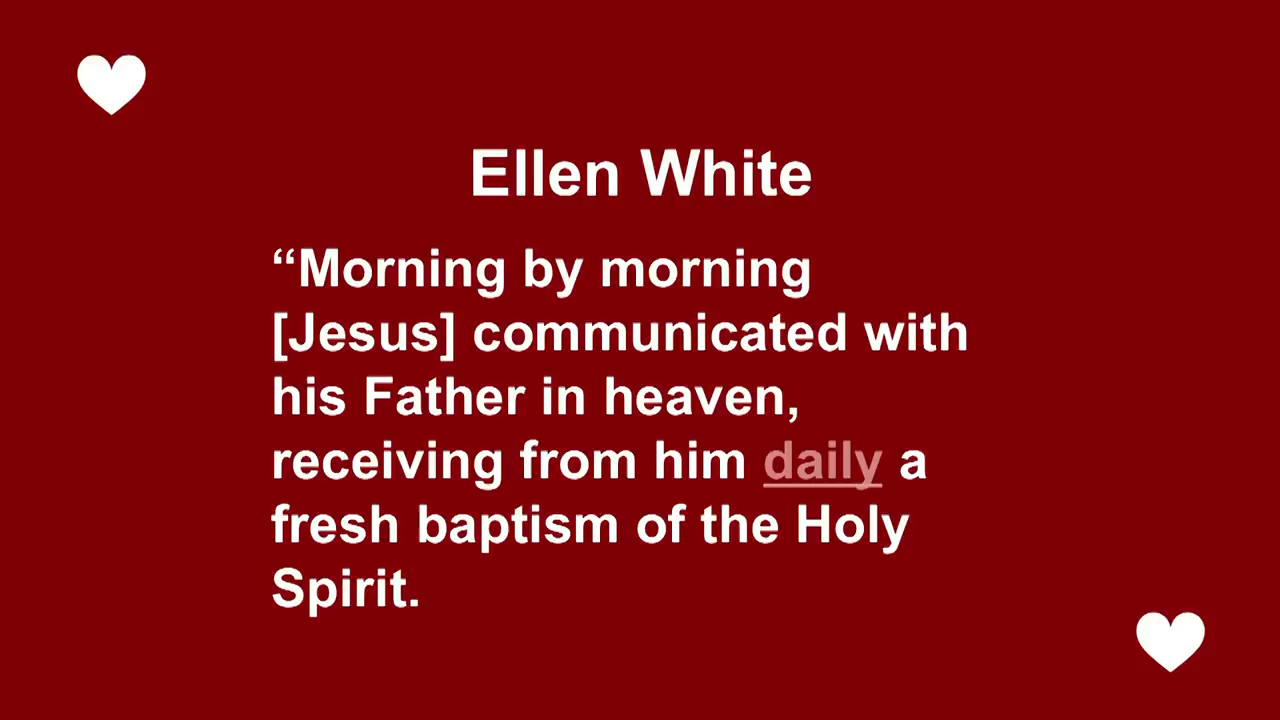 Ellen White
“Morning by morning
[Jesus] communicated with
his Father in heaven,
receiving from him daily a
fresh baptism of the Holy
Spirit.